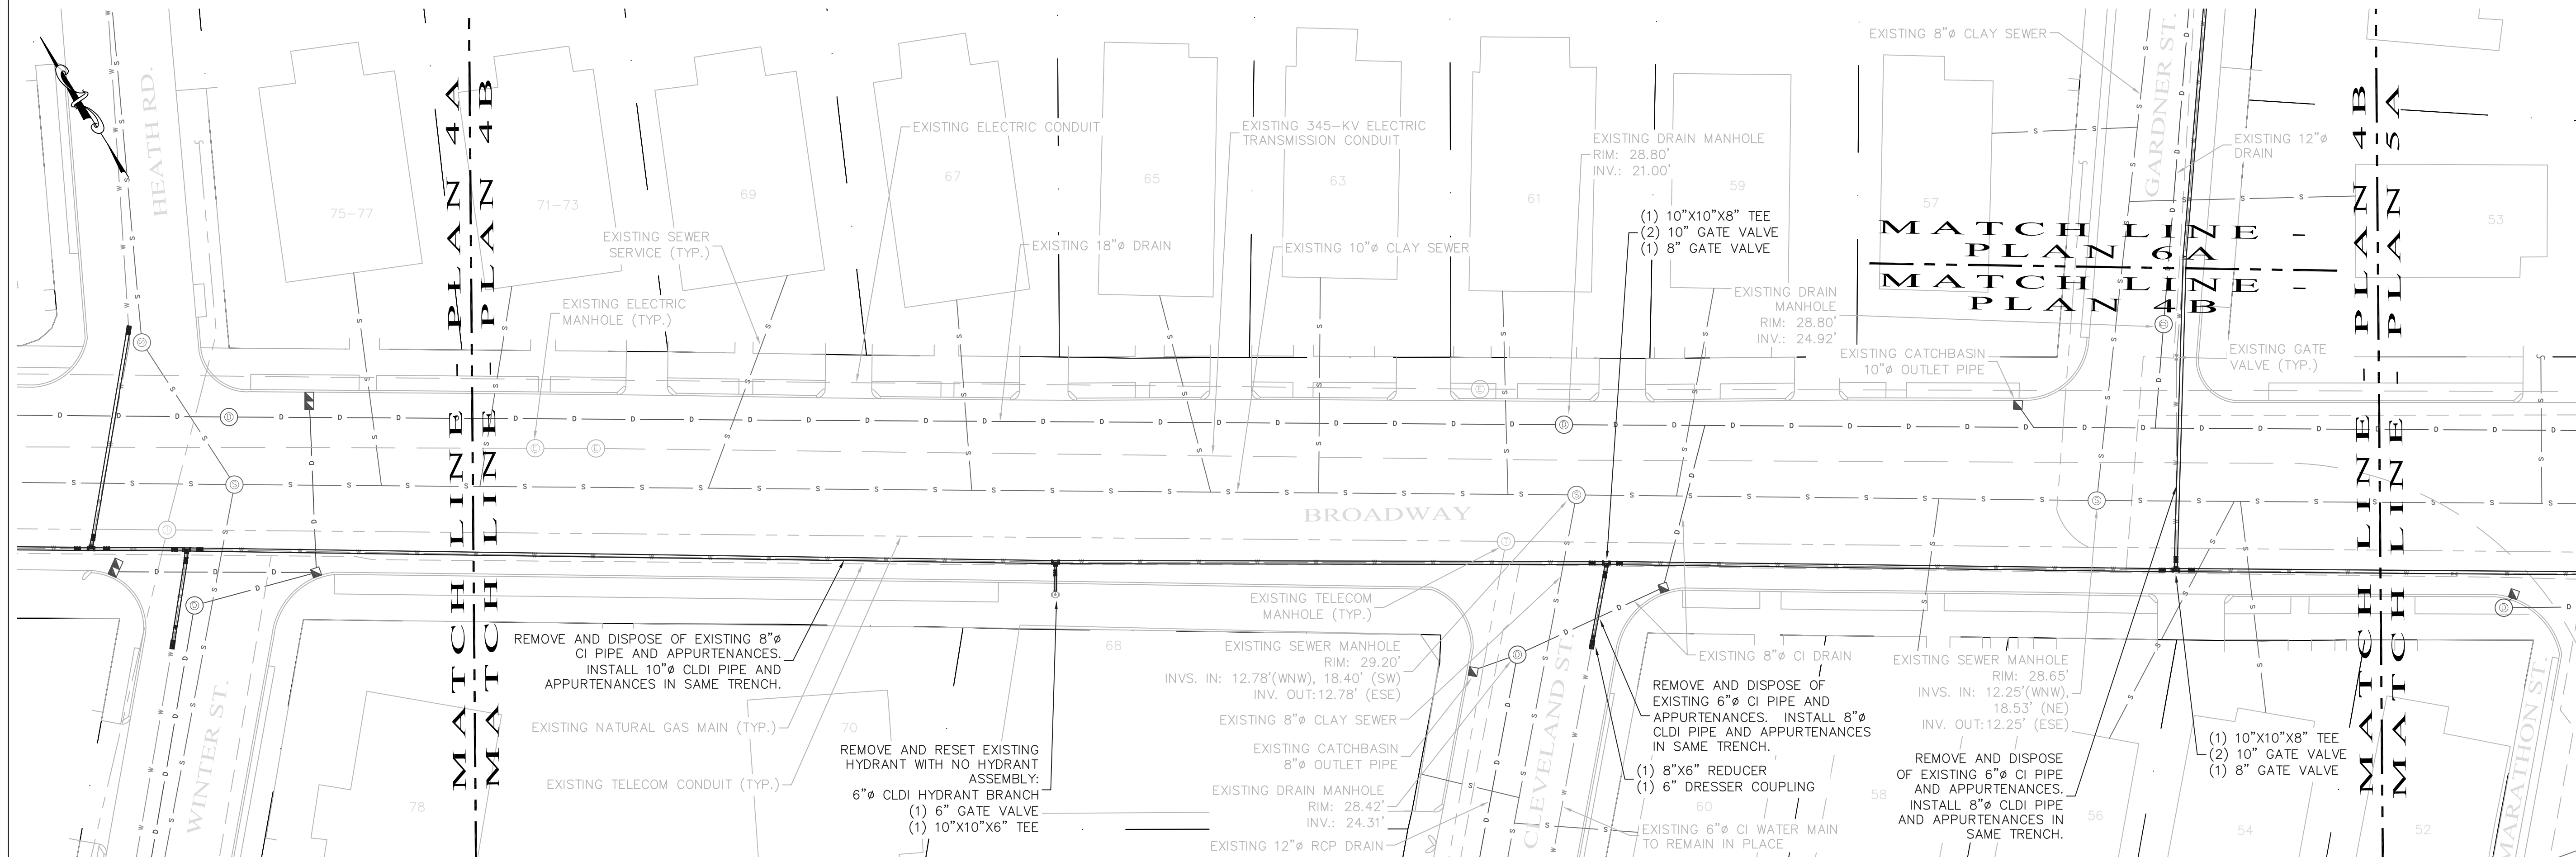 HEATH RD.
75-77
MATCH LINE - PLAN 4A
MATCH LINE - PLAN 4B
71-73
69
67
65
63
61
59
57
53
EXISTING ELECTRIC CONDUIT
EXISTING 345-KV ELECTRIC
TRANSMISSION CONDUIT
EXISTING DRAIN MANHOLE
RIM: 28.80'
INV.: 21.00'
EXISTING 8"ø CLAY SEWER
GARDNER ST.
EXISTING 12"ø
DRAIN
MATCH LINE - PLAN 4B
MATCH LINE - PLAN 5A
EXISTING SEWER
SERVICE (TYP.)
EXISTING 18"ø DRAIN
EXISTING 10"ø CLAY SEWER
(1) 10"X10"X8" TEE
(2) 10" GATE VALVE
(1) 8" GATE VALVE
MATCH LINE -
PLAN 6A
MATCH LINE -
PLAN 4B
EXISTING ELECTRIC
MANHOLE (TYP.)
EXISTING DRAIN
MANHOLE
RIM: 28.80'
INV.: 24.92'
EXISTING CATCHBASIN
10"ø OUTLET PIPE
EXISTING GATE
VALVE (TYP.)
BROADWAY
REMOVE AND DISPOSE OF EXISTING 8"ø
CI PIPE AND APPURTENANCES.
INSTALL 10"ø CLDI PIPE AND
APPURTENANCES IN SAME TRENCH.
EXISTING NATURAL GAS MAIN (TYP.)
EXISTING TELECOM CONDUIT (TYP.)
WINTER ST.
78
70
68
REMOVE AND RESET EXISTING
HYDRANT WITH NO HYDRANT
ASSEMBLY:
6"ø CLDI HYDRANT BRANCH
(1) 6" GATE VALVE
(1) 10"X10"X6" TEE
EXISTING TELECOM
MANHOLE (TYP.)
EXISTING SEWER MANHOLE
RIM: 29.20'
INVS. IN: 12.78'(WNW), 18.40' (SW)
INV. OUT:12.78' (ESE)
EXISTING 8"ø CLAY SEWER
EXISTING CATCHBASIN
8"ø OUTLET PIPE
EXISTING DRAIN MANHOLE
RIM: 28.42'
INV.: 24.31'
EXISTING 12"ø RCP DRAIN
CLEVELAND ST.
EXISTING 8"ø CI DRAIN
REMOVE AND DISPOSE OF
EXISTING 6"ø CI PIPE AND
APPURTENANCES. INSTALL 8"ø
CLDI PIPE AND APPURTENANCES
IN SAME TRENCH.
(1) 8"X6" REDUCER
(1) 6" DRESSER COUPLING
60
EXISTING 6"ø CI WATER MAIN
TO REMAIN IN PLACE
58
EXISTING SEWER MANHOLE
RIM: 28.65'
INVS. IN: 12.25'(WNW),
18.53' (NE)
INV. OUT:12.25' (ESE)
REMOVE AND DISPOSE
OF EXISTING 6"ø CI PIPE
AND APPURTENANCES.
INSTALL 8"ø CLDI PIPE
AND APPURTENANCES IN
SAME TRENCH.
56
(1) 10"X10"X8" TEE
(2) 10" GATE VALVE
(1) 8" GATE VALVE
54
52
MARATHON ST.